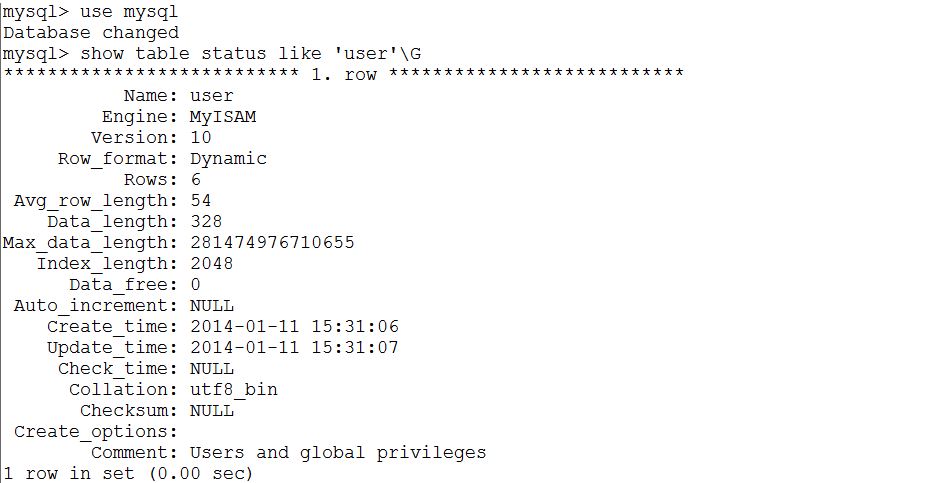 mysql> use mysql
Database changed
mysql> show table status like 'user'\G
*************************** 1. row ***************************
           Name: user
         Engine: MyISAM
        Version: 10
     Row_format: Dynamic
           Rows: 6
 Avg_row_length: 54
    Data_length: 328
Max_data_length: 281474976710655
   Index_length: 2048
      Data_free: 0
 Auto_increment: NULL
    Create_time: 2014-01-11 15:31:06
    Update_time: 2014-01-11 15:31:07
     Check_time: NULL
      Collation: utf8_bin
       Checksum: NULL
 Create_options:
        Comment: Users and global privileges
1 row in set (0.00 sec)